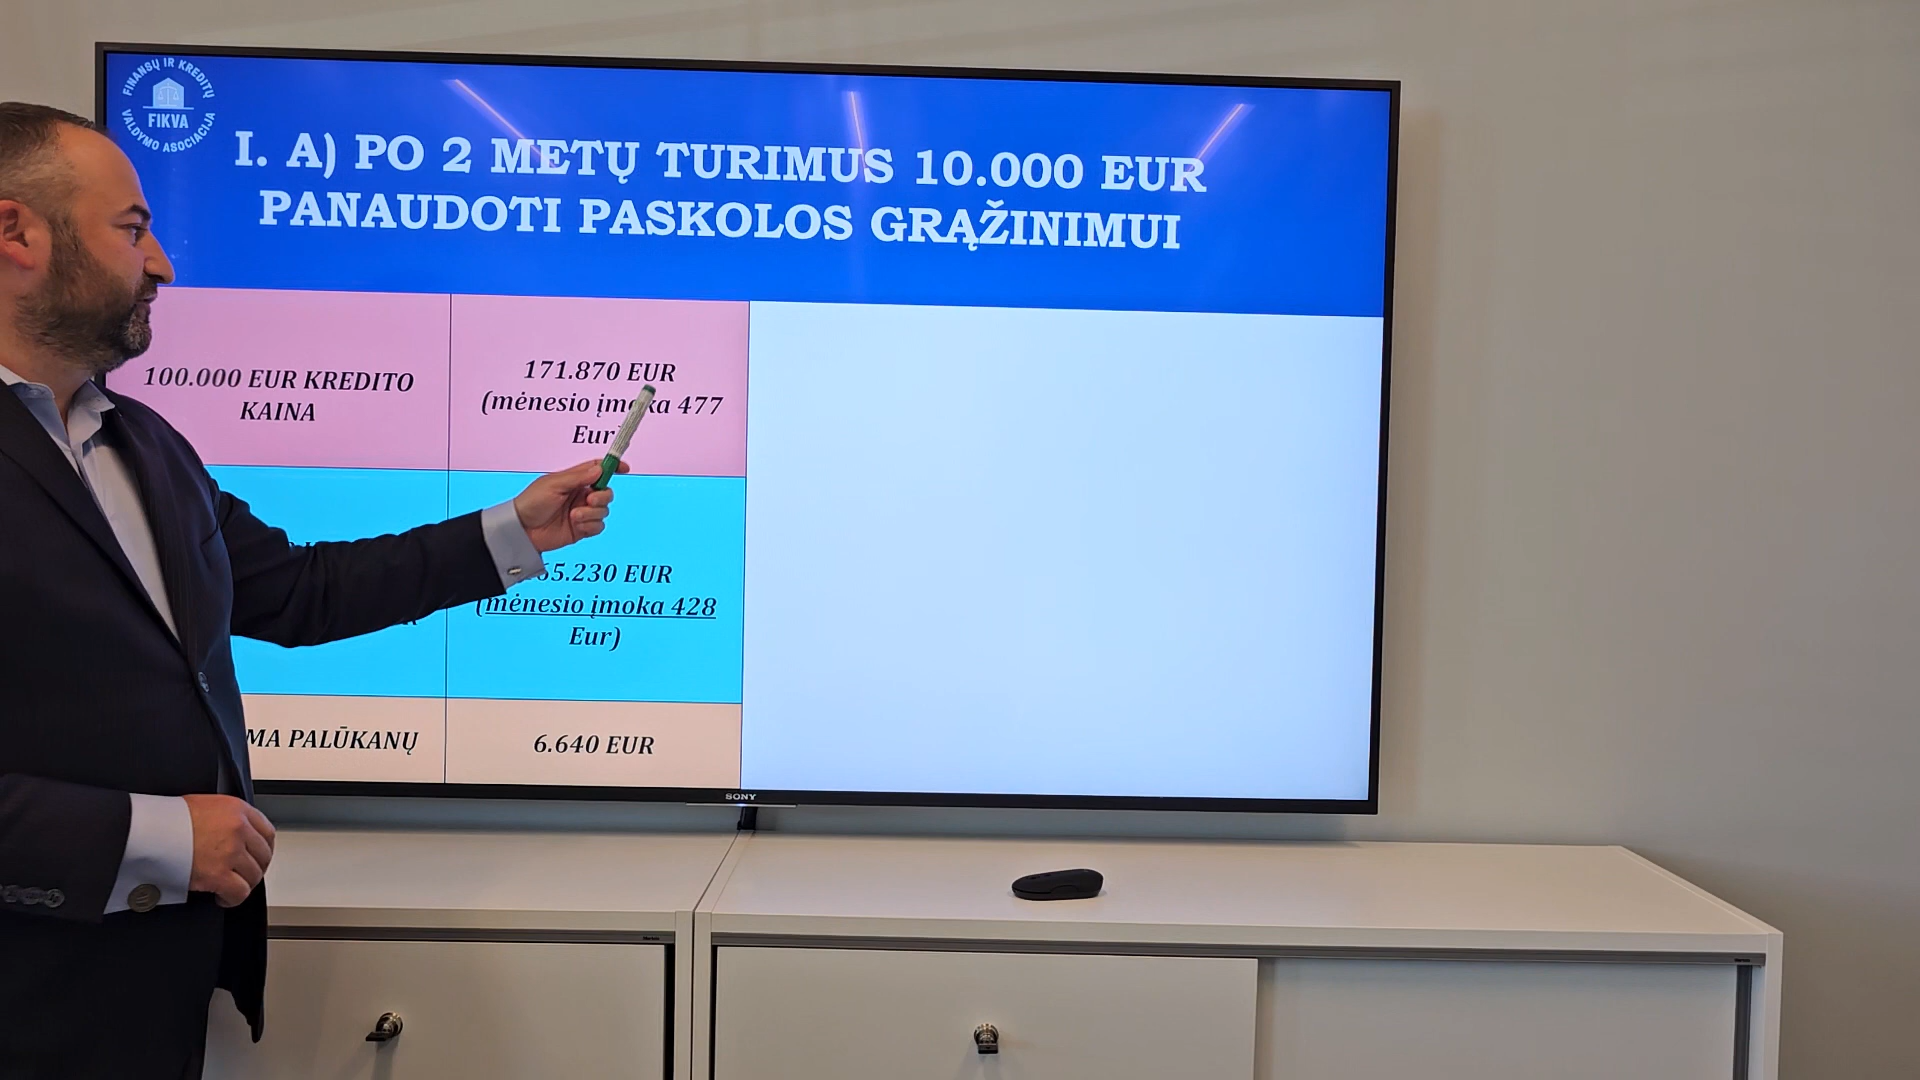 FINANSŲ IR KREDITŲ
FIKVA
VALDYMO ASOCIACIJA
I. A) PO 2 METŲ TURIMUS 10.000 EUR
PANAUDOTI PASKOLOS GRĄŽINIMUI
100.000 EUR KREDITO
KAINA
171.870 EUR
(mėnesio įmoka 477
Eur)
65.230 EUR
(mėnesio įmoka 428
Eur)
MA PALŪKANŲ
6.640 EUR
SONY